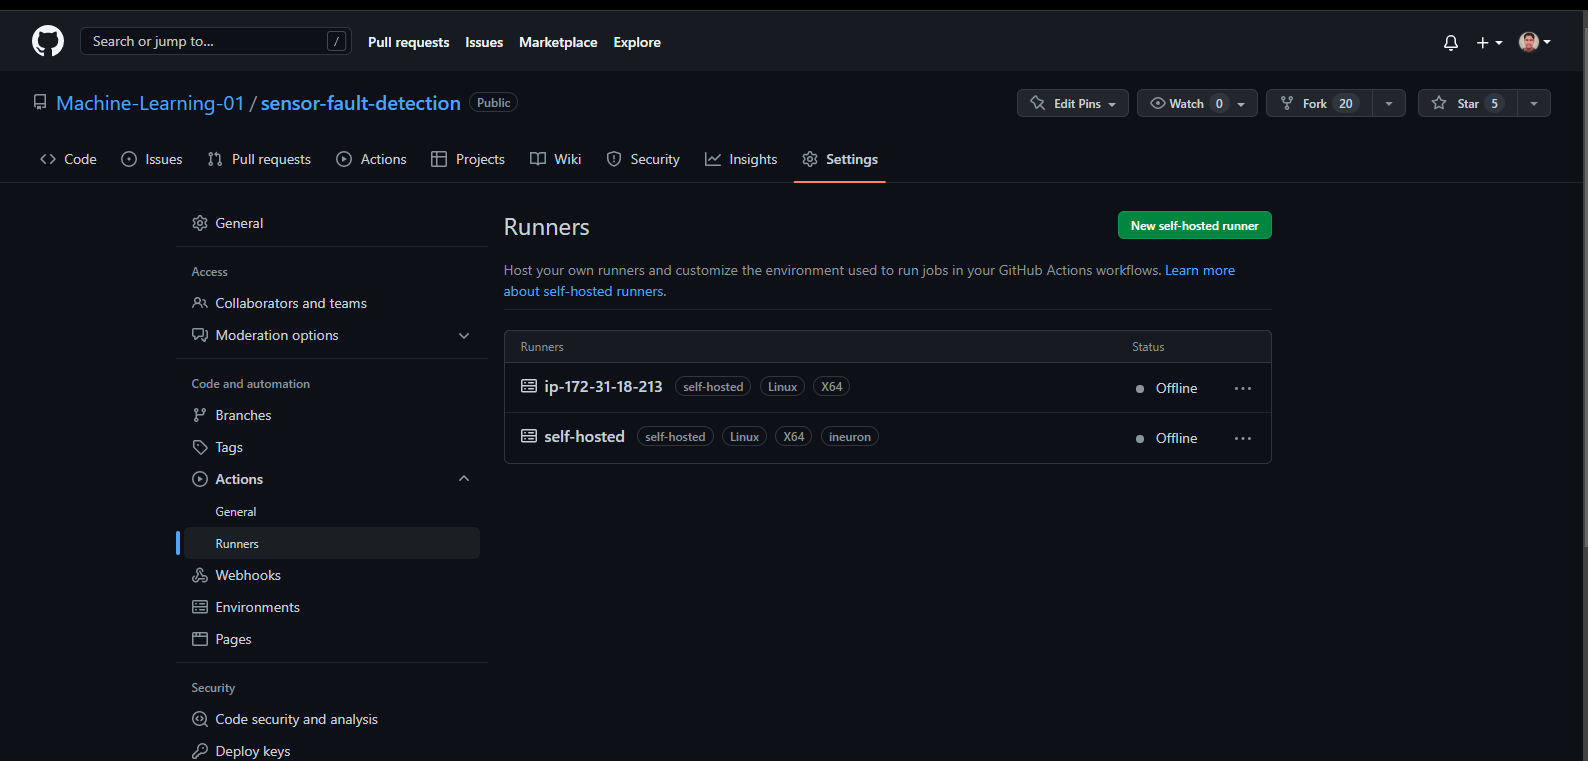 Search or jump to... /
Pull requests Issues Marketplace Explore
Machine-Learning-01 / sensor-fault-detection Public
Edit Pins Watch 0 Fork 20 Star 5
Code Issues Pull requests Actions Projects Wiki Security Insights Settings
General
Access
Collaborators and teams
Moderation options
Code and automation
Branches
Tags
Actions
General
Runners
Webhooks
Environments
Pages
Security
Code security and analysis
Deploy keys
Runners
New self-hosted runner
Host your own runners and customize the environment used to run jobs in your GitHub Actions workflows. Learn more
about self-hosted runners.
Runners Status
ip-172-31-18-213 self-hosted Linux X64 Offline
self-hosted self-hosted Linux X64 ineuron Offline